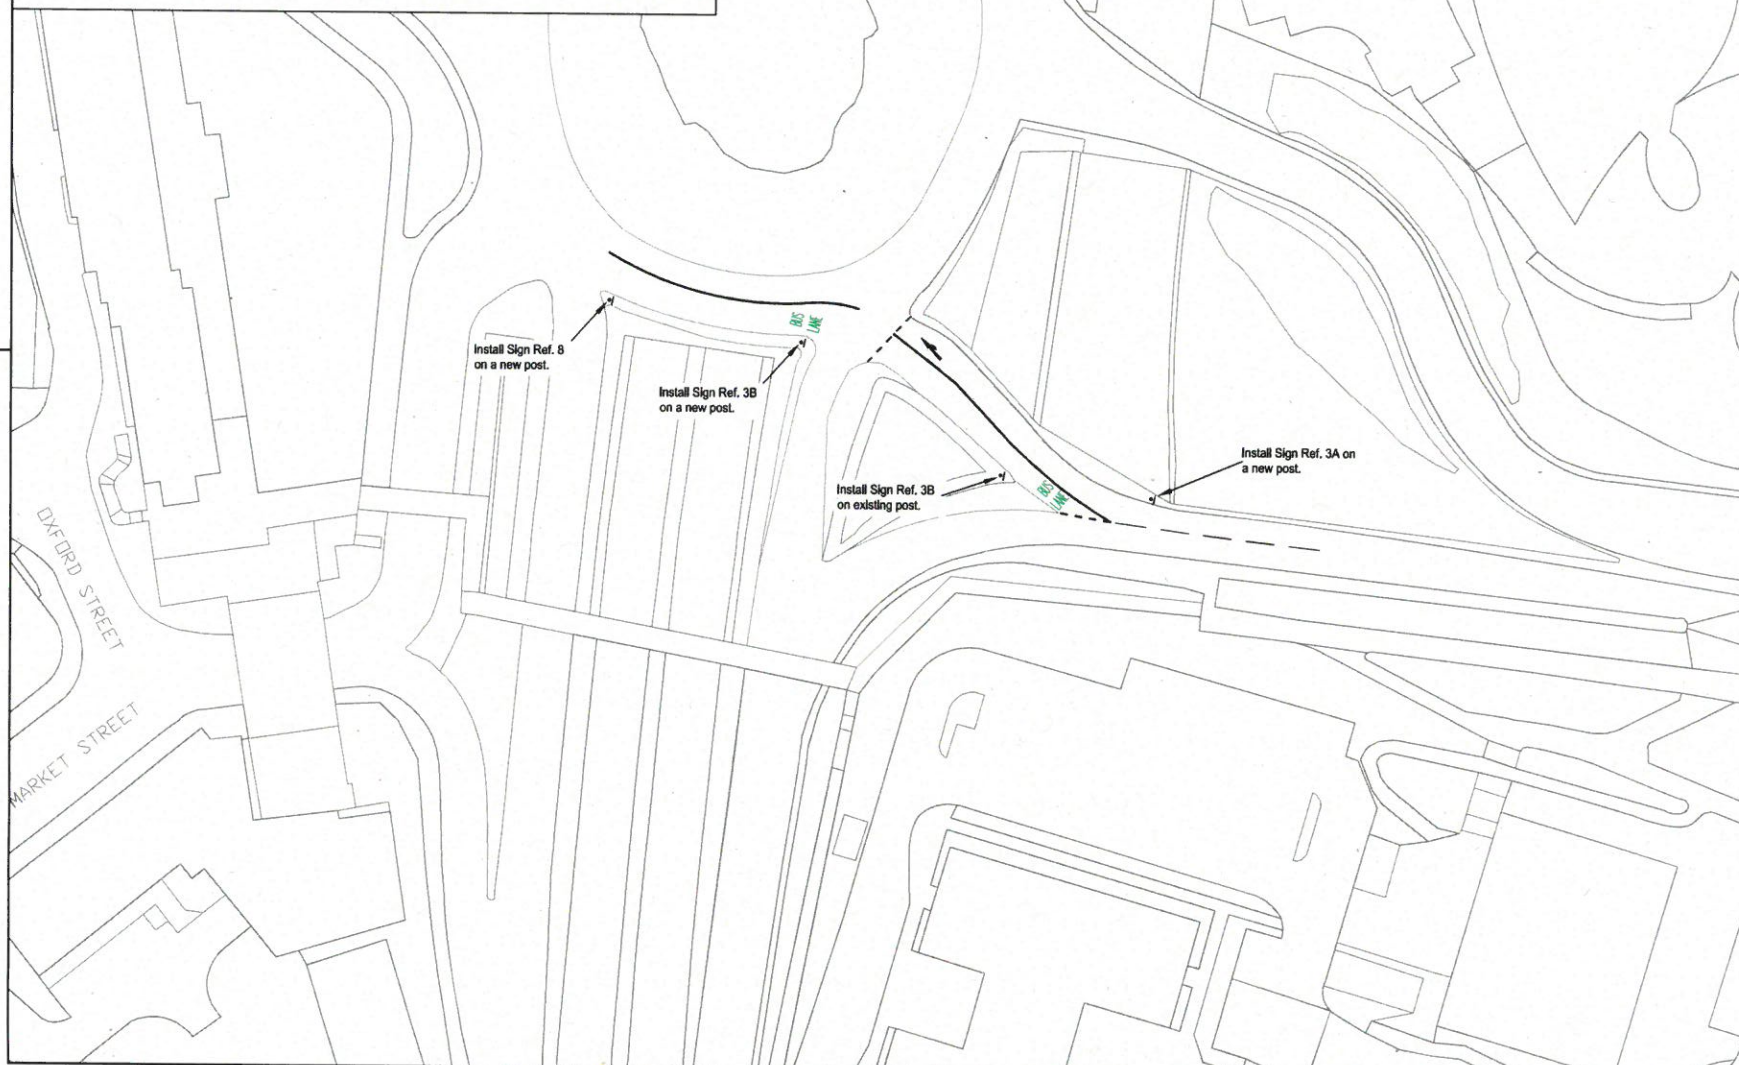 BUS
LANE
Install Sign Ref. 8
on a new post.
Install Sign Ref. 3B
on a new post.
Install Sign Ref. 3A on
a new post.
Install Sign Ref. 3B
on existing post.
BUS
LANE
OXFORD STREET
MARKET STREET